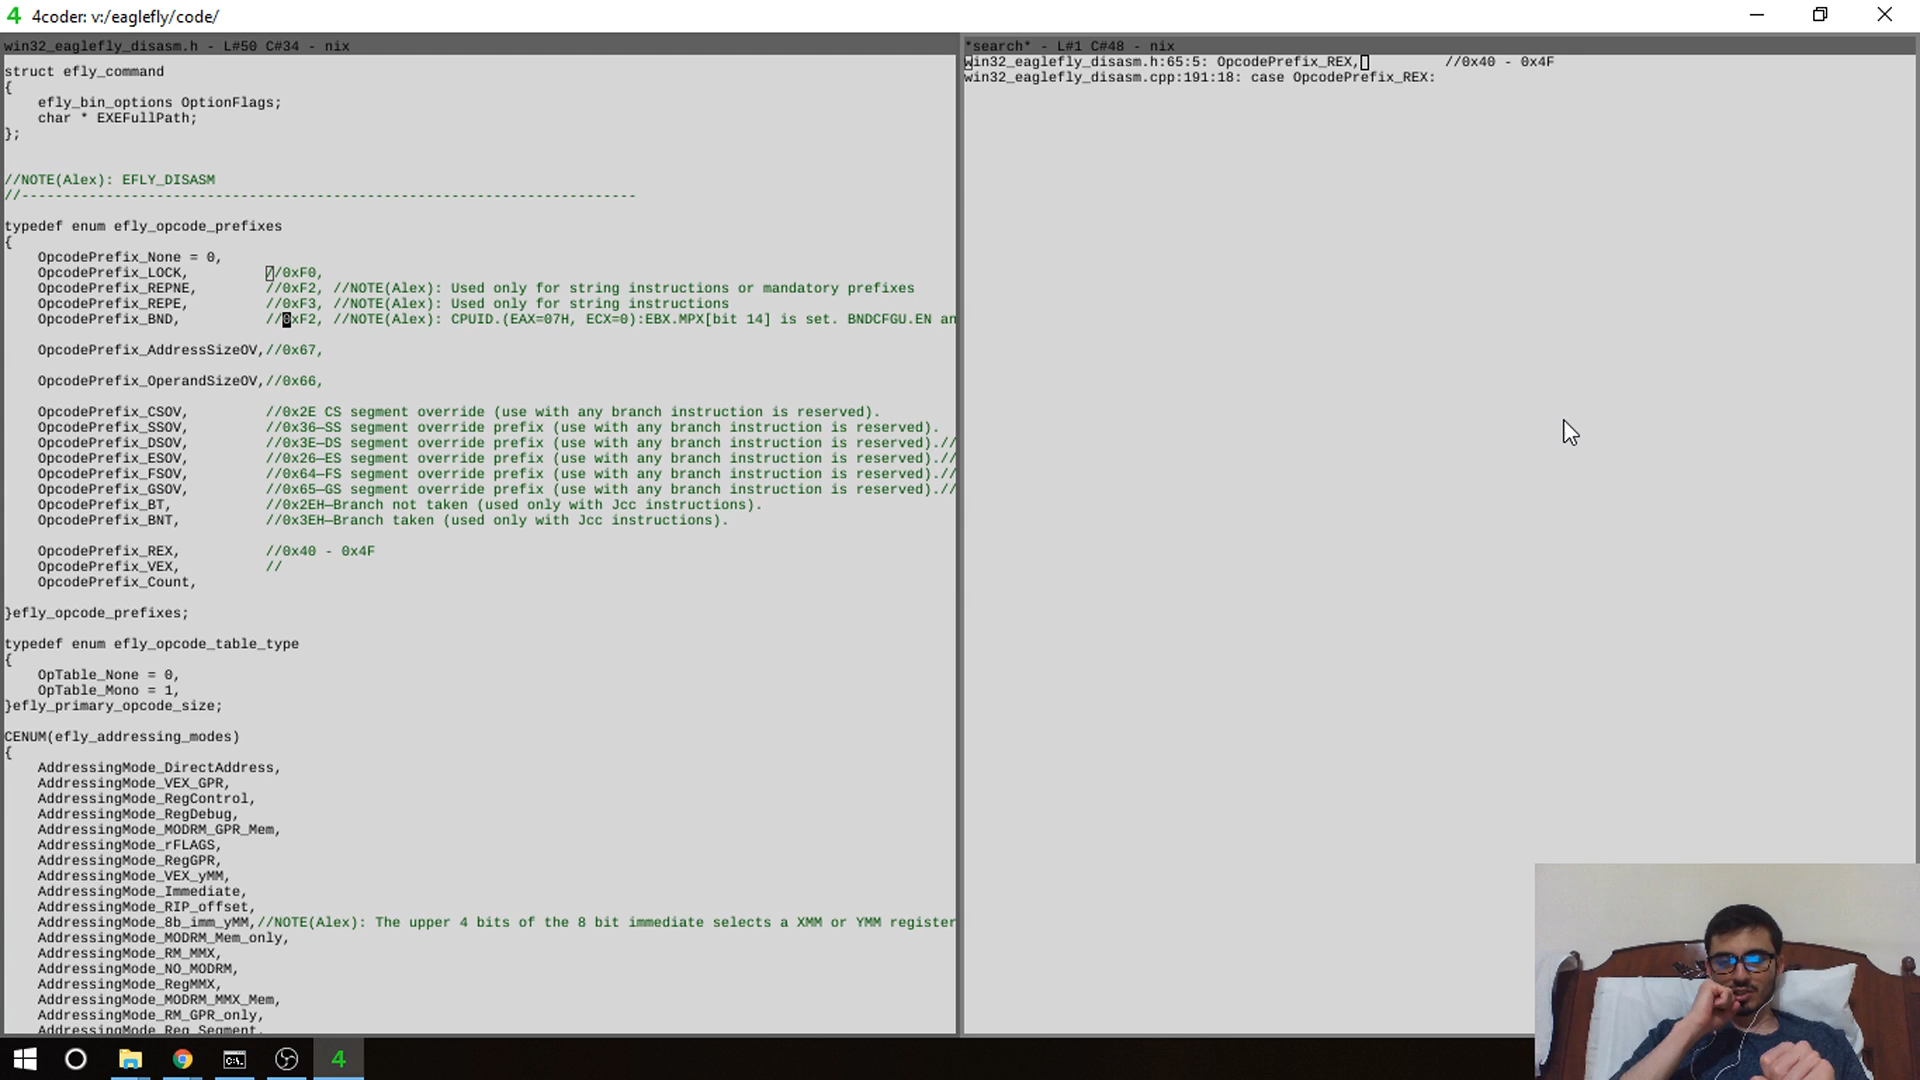 4 4coder: v:/eaglefly/code/
win32_eaglefly_disasm.h - L#50 C#34 - nix
struct efly_command
{
efly_bin_options OptionFlags;
char * EXEFullPath;
};
//NOTE(Alex): EFLY_DISASM
//-------------------------------------------------------------------------
typedef enum efly_opcode_prefixes
{
OpcodePrefix_None = 0,
OpcodePrefix_LOCK, //0xF0,
OpcodePrefix_REPNE, //0xF2, //NOTE(Alex): Used only for string instructions or mandatory prefixes
OpcodePrefix_REPE, //0xF3, //NOTE(Alex): Used only for string instructions
OpcodePrefix_BND, //0xF2, //NOTE(Alex): CPUID.(EAX=07H, ECX=0):EBX.MPX[bit 14] is set. BNDCFGU.EN an
OpcodePrefix_AddressSizeOV,//0x67,
OpcodePrefix_OperandSizeOV,//0x66,
OpcodePrefix_CSOV, //0x2E CS segment override (use with any branch instruction is reserved).
OpcodePrefix_SSOV, //0x36—SS segment override prefix (use with any branch instruction is reserved).
OpcodePrefix_DSOV, //0x3E—DS segment override prefix (use with any branch instruction is reserved).//
OpcodePrefix_ESOV, //0x26—ES segment override prefix (use with any branch instruction is reserved).//
OpcodePrefix_FSOV, //0x64—FS segment override prefix (use with any branch instruction is reserved).//
OpcodePrefix_GSOV, //0x65—GS segment override prefix (use with any branch instruction is reserved).//
OpcodePrefix_BT, //0x2EH—Branch not taken (used only with Jcc instructions).
OpcodePrefix_BNT, //0x3EH—Branch taken (used only with Jcc instructions).
OpcodePrefix_REX, //0x40 - 0x4F
OpcodePrefix_VEX, //
OpcodePrefix_Count,
}efly_opcode_prefixes;
typedef enum efly_opcode_table_type
{
OpTable_None = 0,
OpTable_Mono = 1,
}efly_primary_opcode_size;
CENUM(efly_addressing_modes)
{
AddressingMode_DirectAddress,
AddressingMode_VEX_GPR,
AddressingMode_RegControl,
AddressingMode_RegDebug,
AddressingMode_MODRM_GPR_Mem,
AddressingMode_rFLAGS,
AddressingMode_RegGPR,
AddressingMode_VEX_yMM,
AddressingMode_Immediate,
AddressingMode_RIP_offset,
AddressingMode_8b_imm_yMM,//NOTE(Alex): The upper 4 bits of the 8 bit immediate selects a XMM or YMM register
AddressingMode_MODRM_Mem_only,
AddressingMode_RM_MMX,
AddressingMode_NO_MODRM,
AddressingMode_RegMMX,
AddressingMode_MODRM_MMX_Mem,
AddressingMode_RM_GPR_only,
AddressingMode_Reg_Segment,
*search* - L#1 C#48 - nix
win32_eaglefly_disasm.h:65:5: OpcodePrefix_REX, //0x40 - 0x4F
win32_eaglefly_disasm.cpp:191:18: case OpcodePrefix_REX:
4